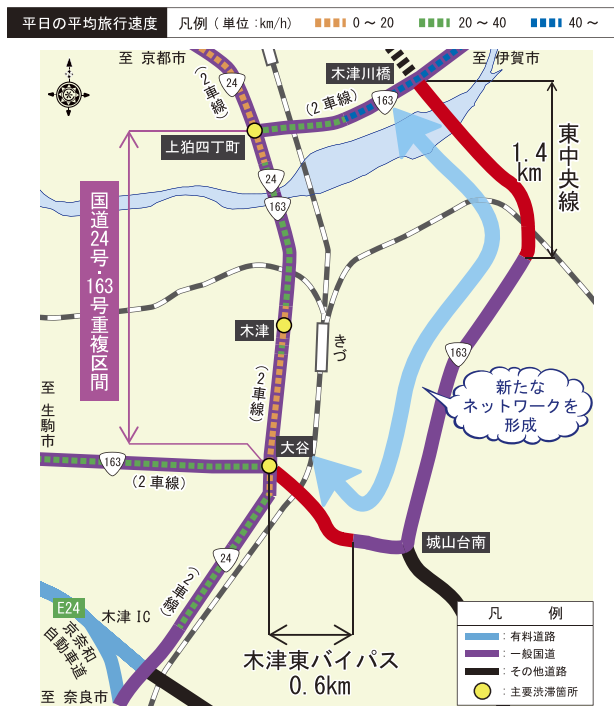 平日の平均旅行速度 凡例(単位:km/h) 0～20 20～40 40～
至 京都市
至 伊賀市
木津川橋
(2車線)
24
(2車線)
163
上狛四丁町
東中央線
1.4
km
24
163
国道24号・163号重複区間
木津
きづ
163
(2車線)
新たな
ネットワークを
形成
至 生駒市
大谷
163
(2車線)
城山台南
24
(2車線)
E24
木津IC
京奈和
自動車道
木津東バイパス
0.6km
至 奈良市
凡 例
:有料道路
:一般国道
:その他道路
:主要渋滞箇所